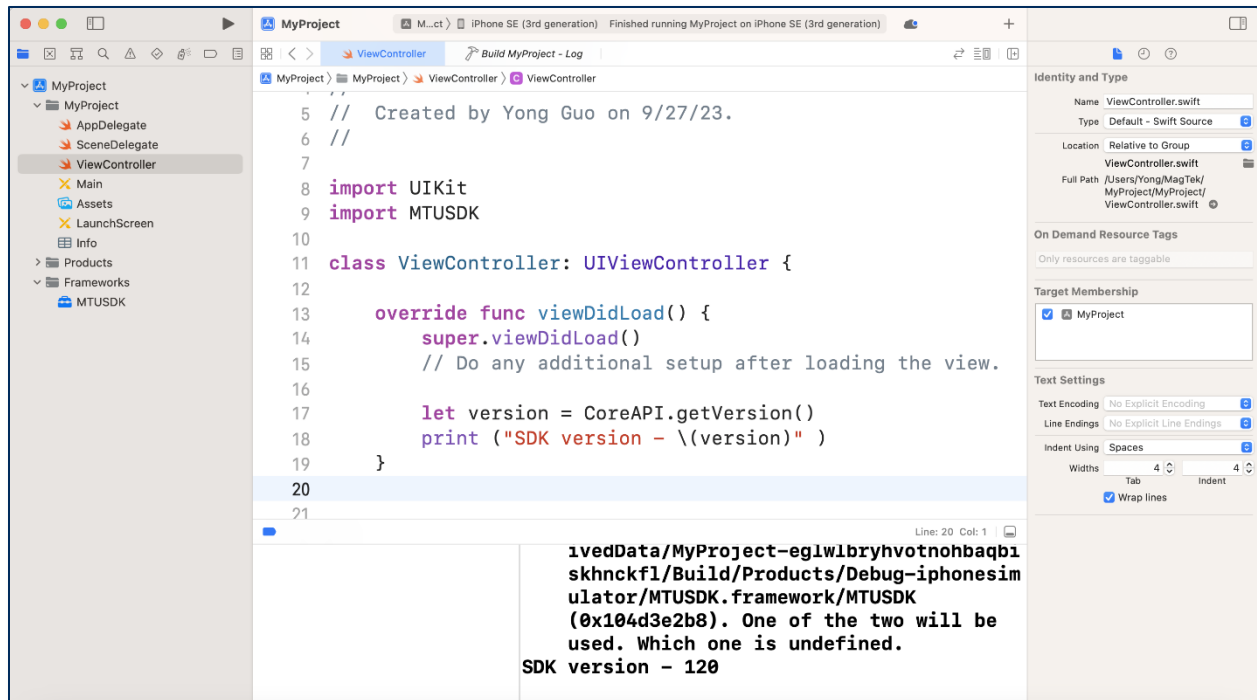 MyProject
M...ct 〉 iPhone SE (3rd generation) Finished running MyProject on iPhone SE (3rd generation)
ViewController
Build MyProject - Log
MyProject 〉 MyProject 〉 ViewController 〉 C ViewController
MyProject
MyProject
AppDelegate
SceneDelegate
ViewController
Main
Assets
LaunchScreen
Info
Products
Frameworks
MTUSDK
5 //  Created by Yong Guo on 9/27/23.
6 //
7
8 import UIKit
9 import MTUSDK
10
11 class ViewController: UIViewController {
12
13     override func viewDidLoad() {
14         super.viewDidLoad()
15         // Do any additional setup after loading the view.
16
17         let version = CoreAPI.getVersion()
18         print ("SDK version - \(version)" )
19     }
20
21
Line: 20 Col: 1
ivedData/MyProject-eglwlbryhvotnohbaqbi
skhnckfl/Build/Products/Debug-iphonesim
ulator/MTUSDK.framework/MTUSDK
(0x104d3e2b8). One of the two will be
used. Which one is undefined.
SDK version - 120
Identity and Type
Name ViewController.swift
Type Default - Swift Source
Location Relative to Group
ViewController.swift
Full Path /Users/Yong/MagTek/
MyProject/MyProject/
ViewController.swift
On Demand Resource Tags
Only resources are taggable
Target Membership
MyProject
Text Settings
Text Encoding No Explicit Encoding
Line Endings No Explicit Line Endings
Indent Using Spaces
Widths 4 4
Tab Indent
Wrap lines